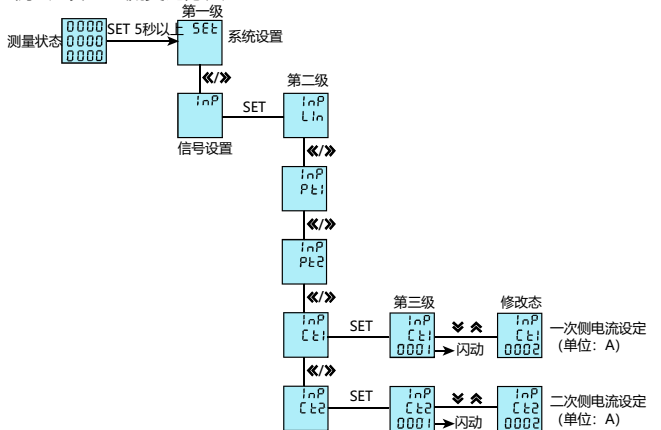 第一级
测量状态
0000
0000
0000
SET 5秒以上
SEt
系统设置
«/»
InP
SET
信号设置
第二级
InP
LIn
«/»
InP
Pt1
«/»
InP
Pt2
«/»
第三级
修改态
InP
Ct1
SET
InP
Ct1
0001
闪动
InP
Ct1
0002
一次侧电流设定
(单位：A)
«/»
InP
Ct2
SET
InP
Ct2
0001
闪动
InP
Ct2
0002
二次侧电流设定
(单位：A)